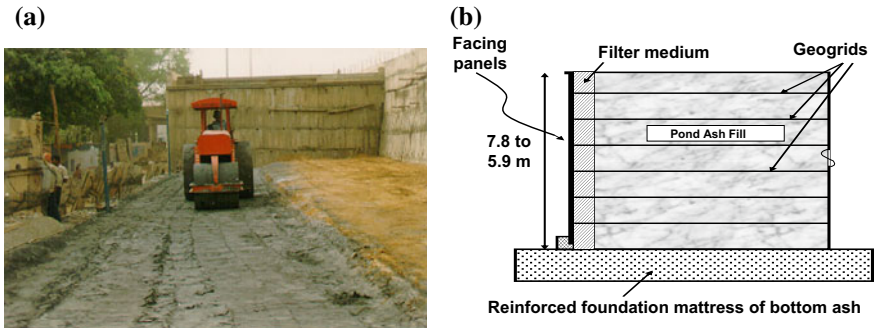 (a)
(b)
Facing
panels
Filter medium
Geogrids
7.8 to
5.9 m
Pond Ash Fill
Reinforced foundation mattress of bottom ash